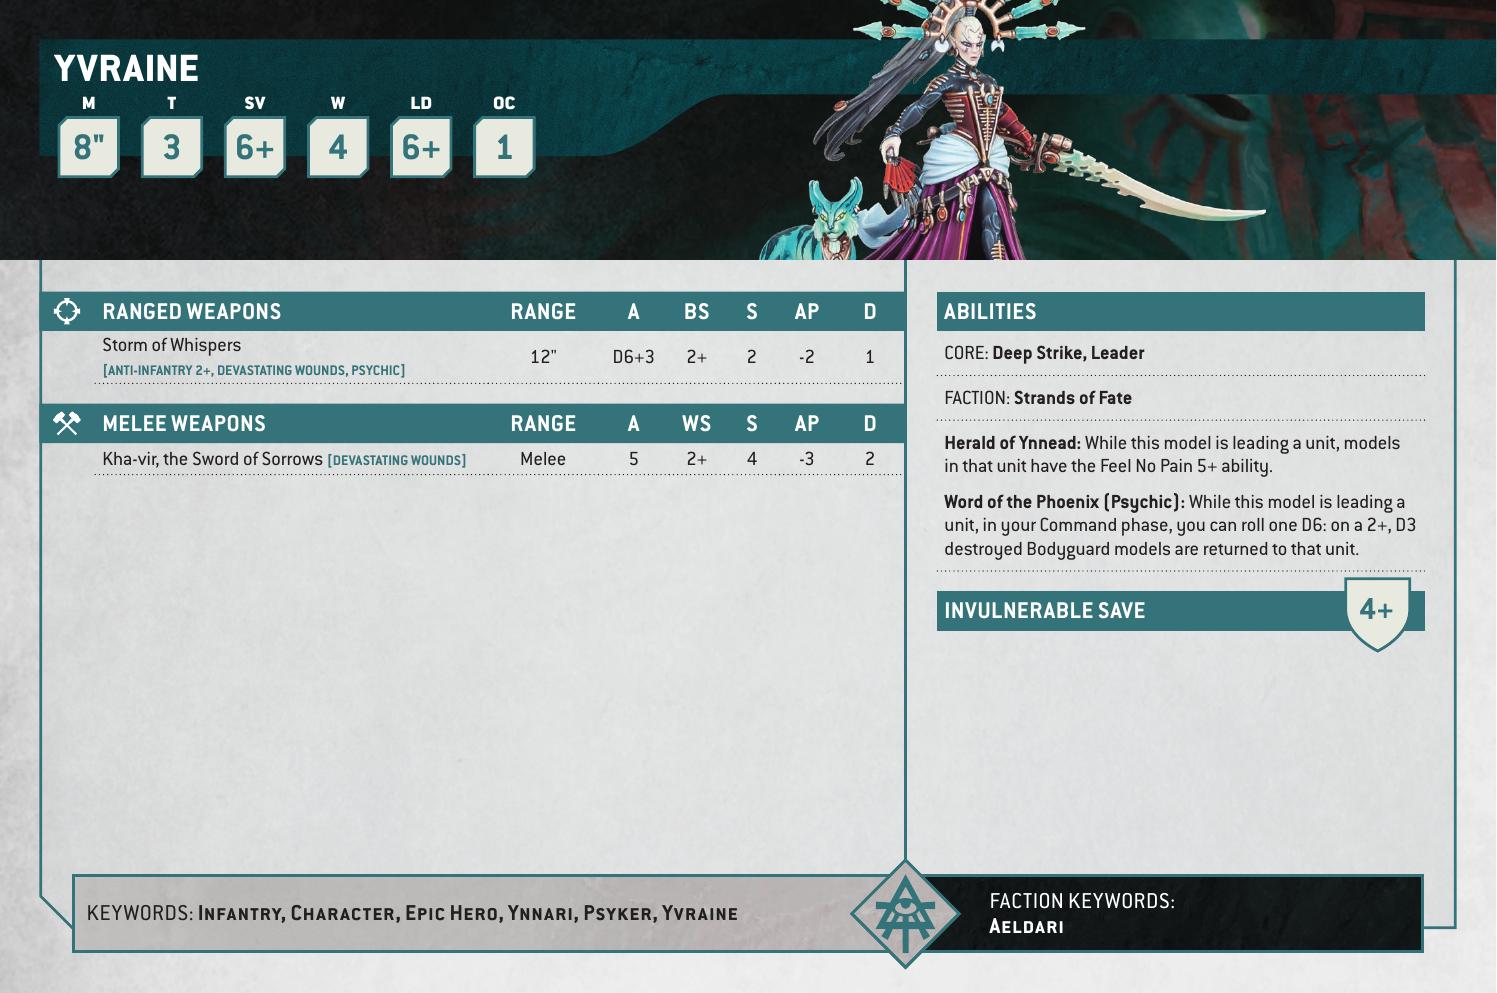 YVRAINE
M T SV W LD OC
8" 3 6+ 4 6+ 1
RANGED WEAPONS RANGE A BS S AP D
Storm of Whispers
[ANTI-INFANTRY 2+, DEVASTATING WOUNDS, PSYCHIC] 12" D6+3 2+ 2 -2 1
MELEE WEAPONS RANGE A WS S AP D
Kha-vir, the Sword of Sorrows [DEVASTATING WOUNDS] Melee 5 2+ 4 -3 2
ABILITIES
CORE: Deep Strike, Leader
FACTION: Strands of Fate
Herald of Ynnead: While this model is leading a unit, models
in that unit have the Feel No Pain 5+ ability.
Word of the Phoenix (Psychic): While this model is leading a
unit, in your Command phase, you can roll one D6: on a 2+, D3
destroyed Bodyguard models are returned to that unit.
INVULNERABLE SAVE 4+
KEYWORDS: INFANTRY, CHARACTER, EPIC HERO, YNNARI, PSYKER, YVRAINE
FACTION KEYWORDS:
AELDARI